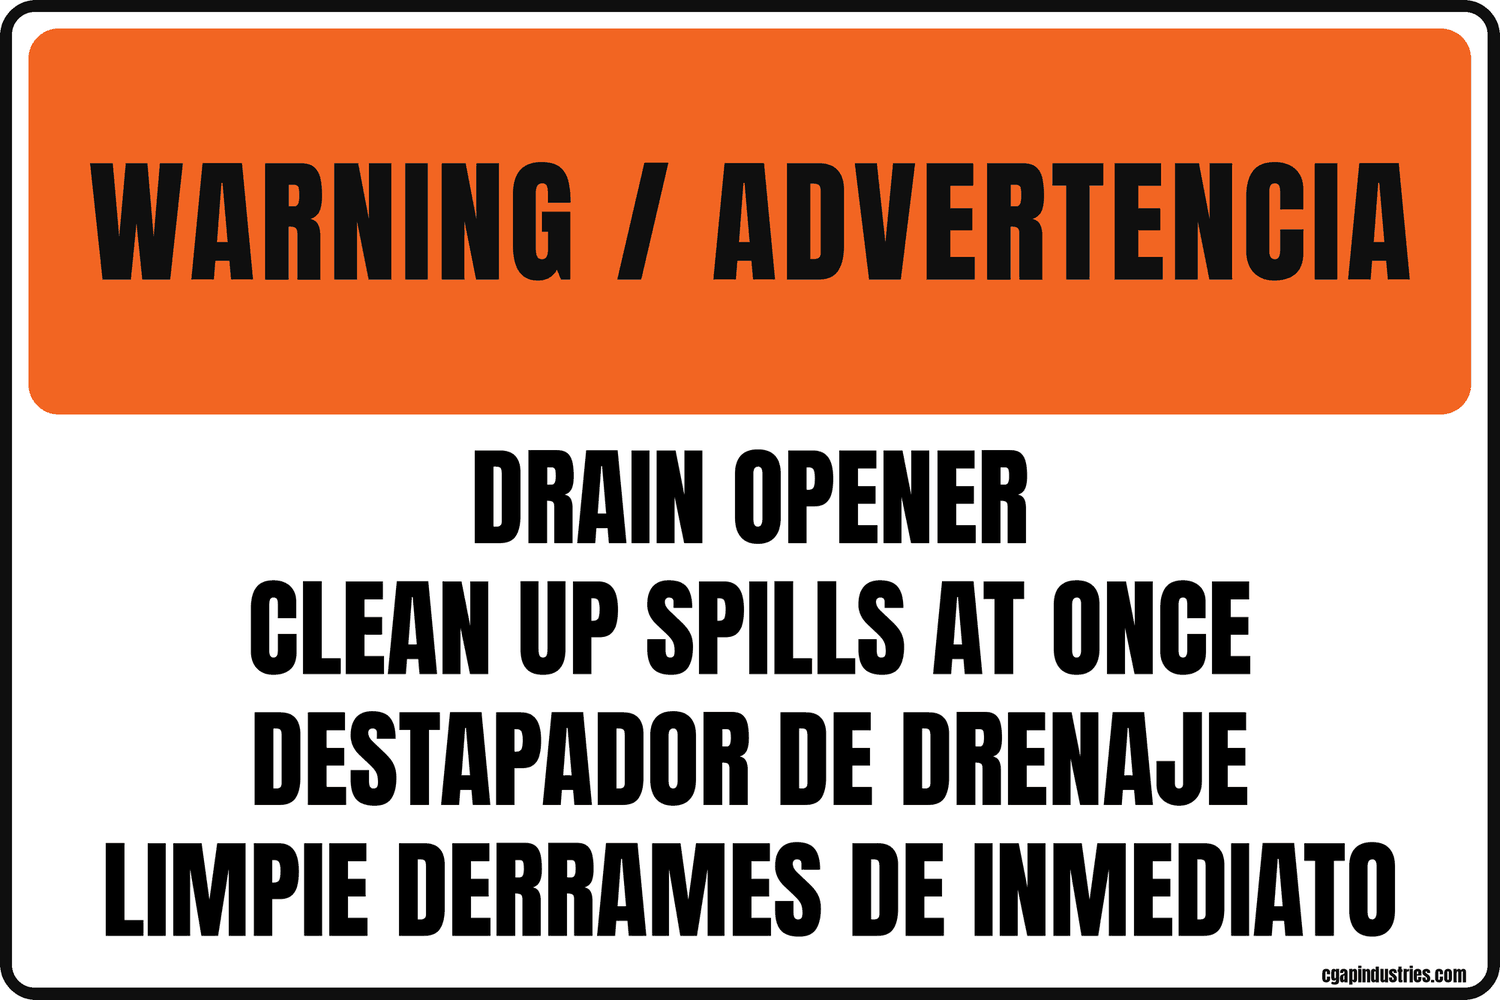 WARNING / ADVERTENCIA
DRAIN OPENER
CLEAN UP SPILLS AT ONCE
DESTAPADOR DE DRENAJE
LIMPIE DERRAMES DE INMEDIATO
cgapindustries.com